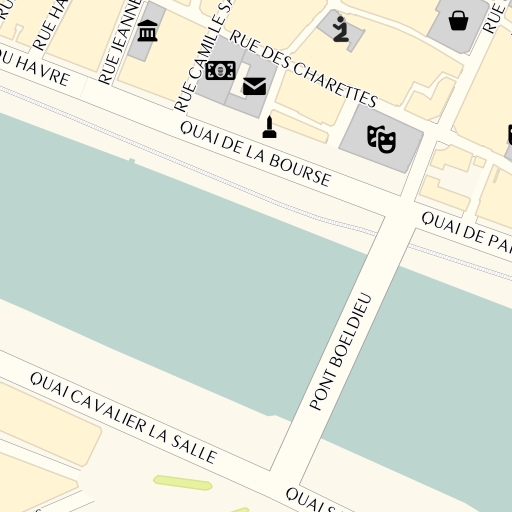 RUE DES CHARETTES
QUAI DE LA BOURSE
PONT BOELDIEU
QUAI CAVALIER LA SALLE
DU HAVRE
RUE JEANNE
RUE CAMILLE SA
QUAI DE PA
RUE HA
QUAI S
RUE